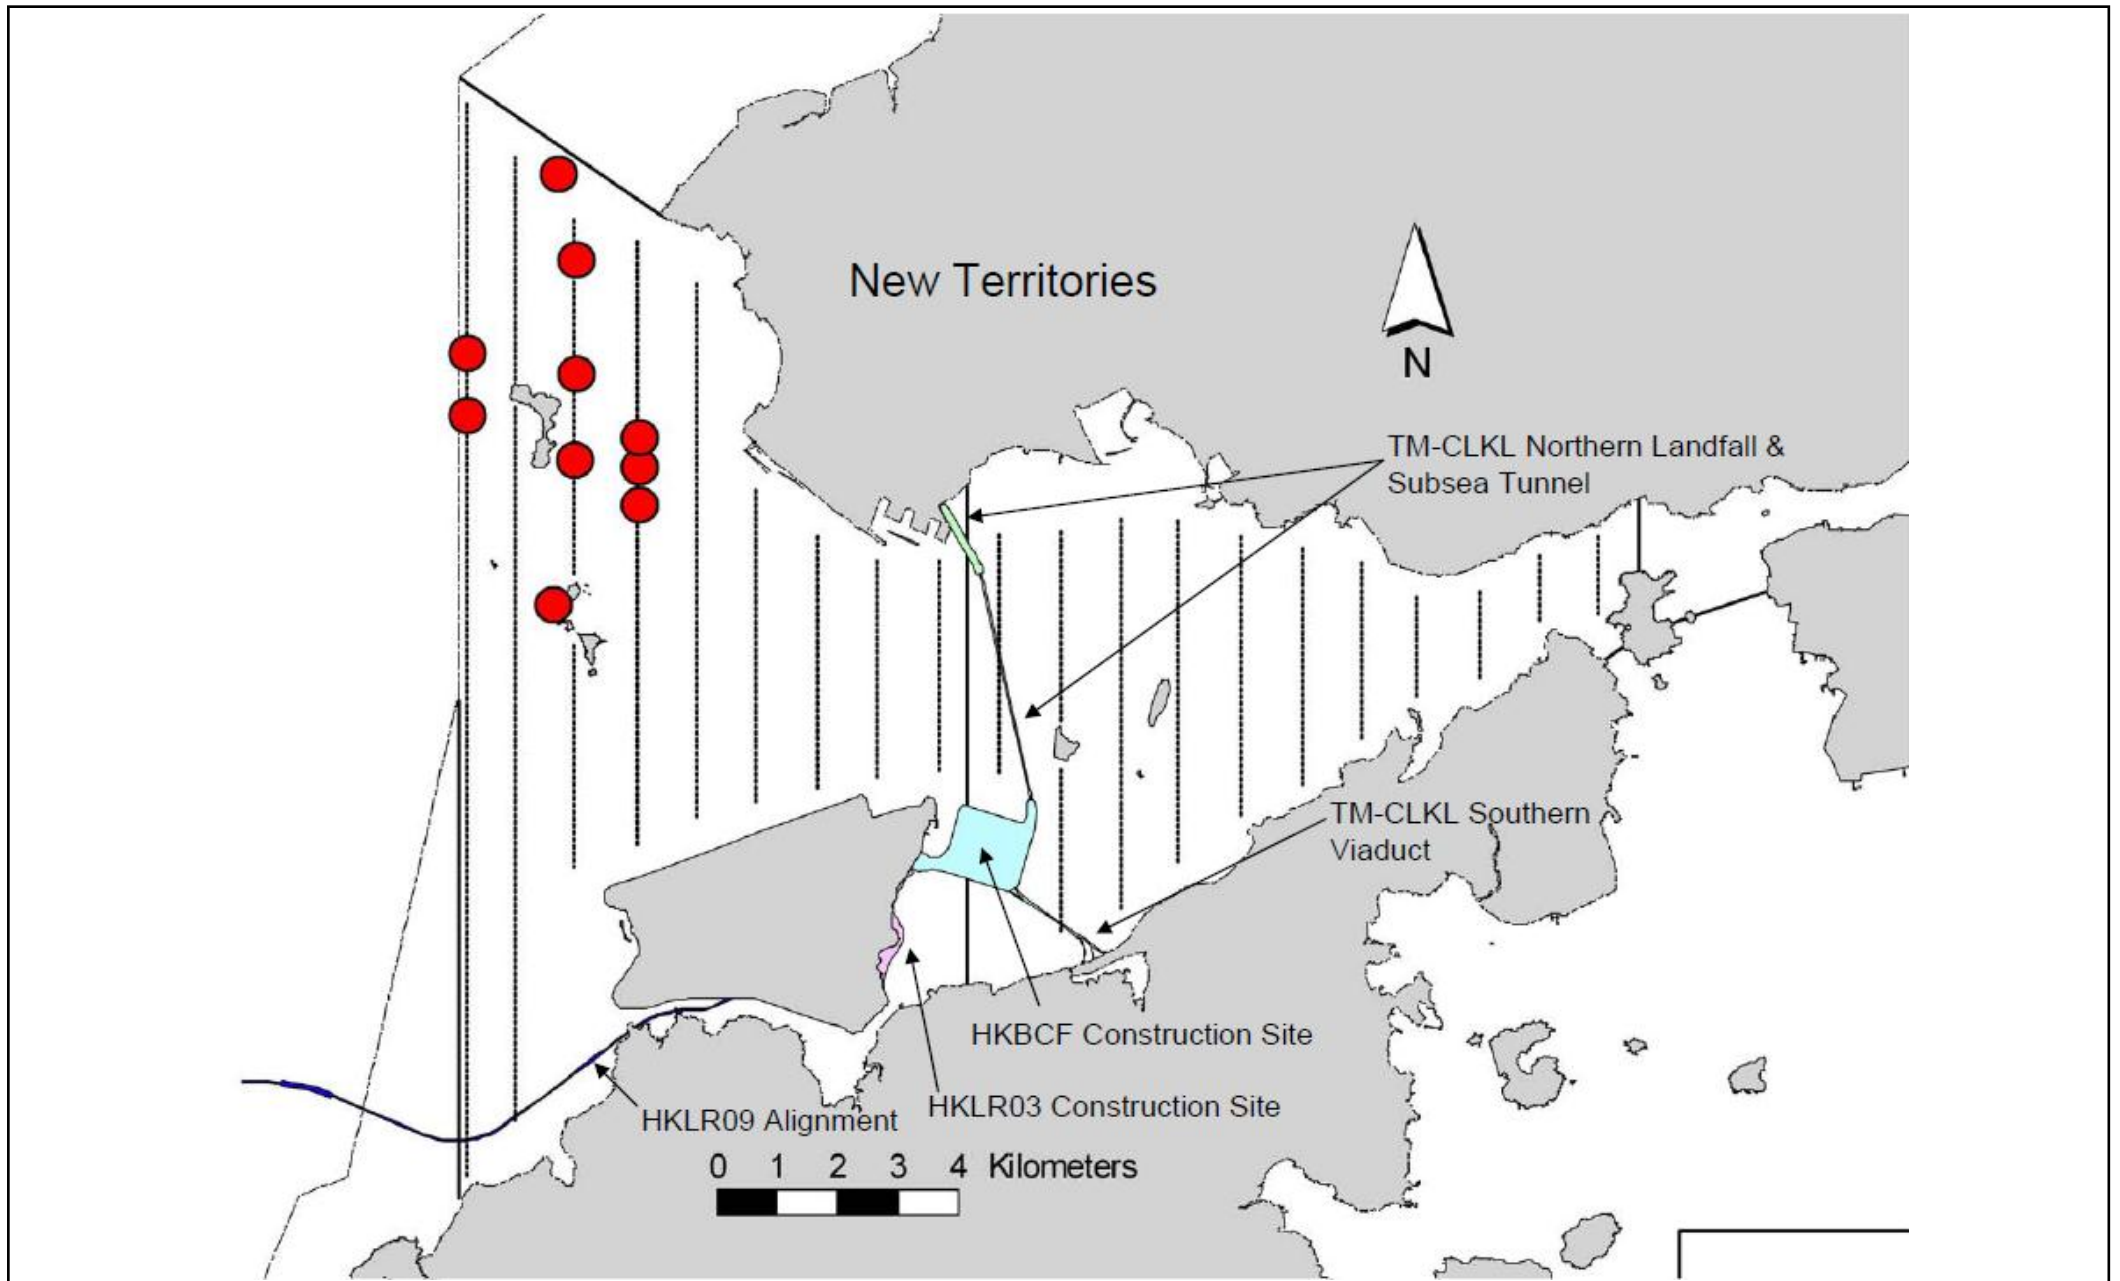 New Territories
N
TM-CLKL Northern Landfall &
Subsea Tunnel
TM-CLKL Southern
Viaduct
HKBCF Construction Site
HKLR03 Construction Site
HKLR09 Alignment
0 1 2 3 4 Kilometers